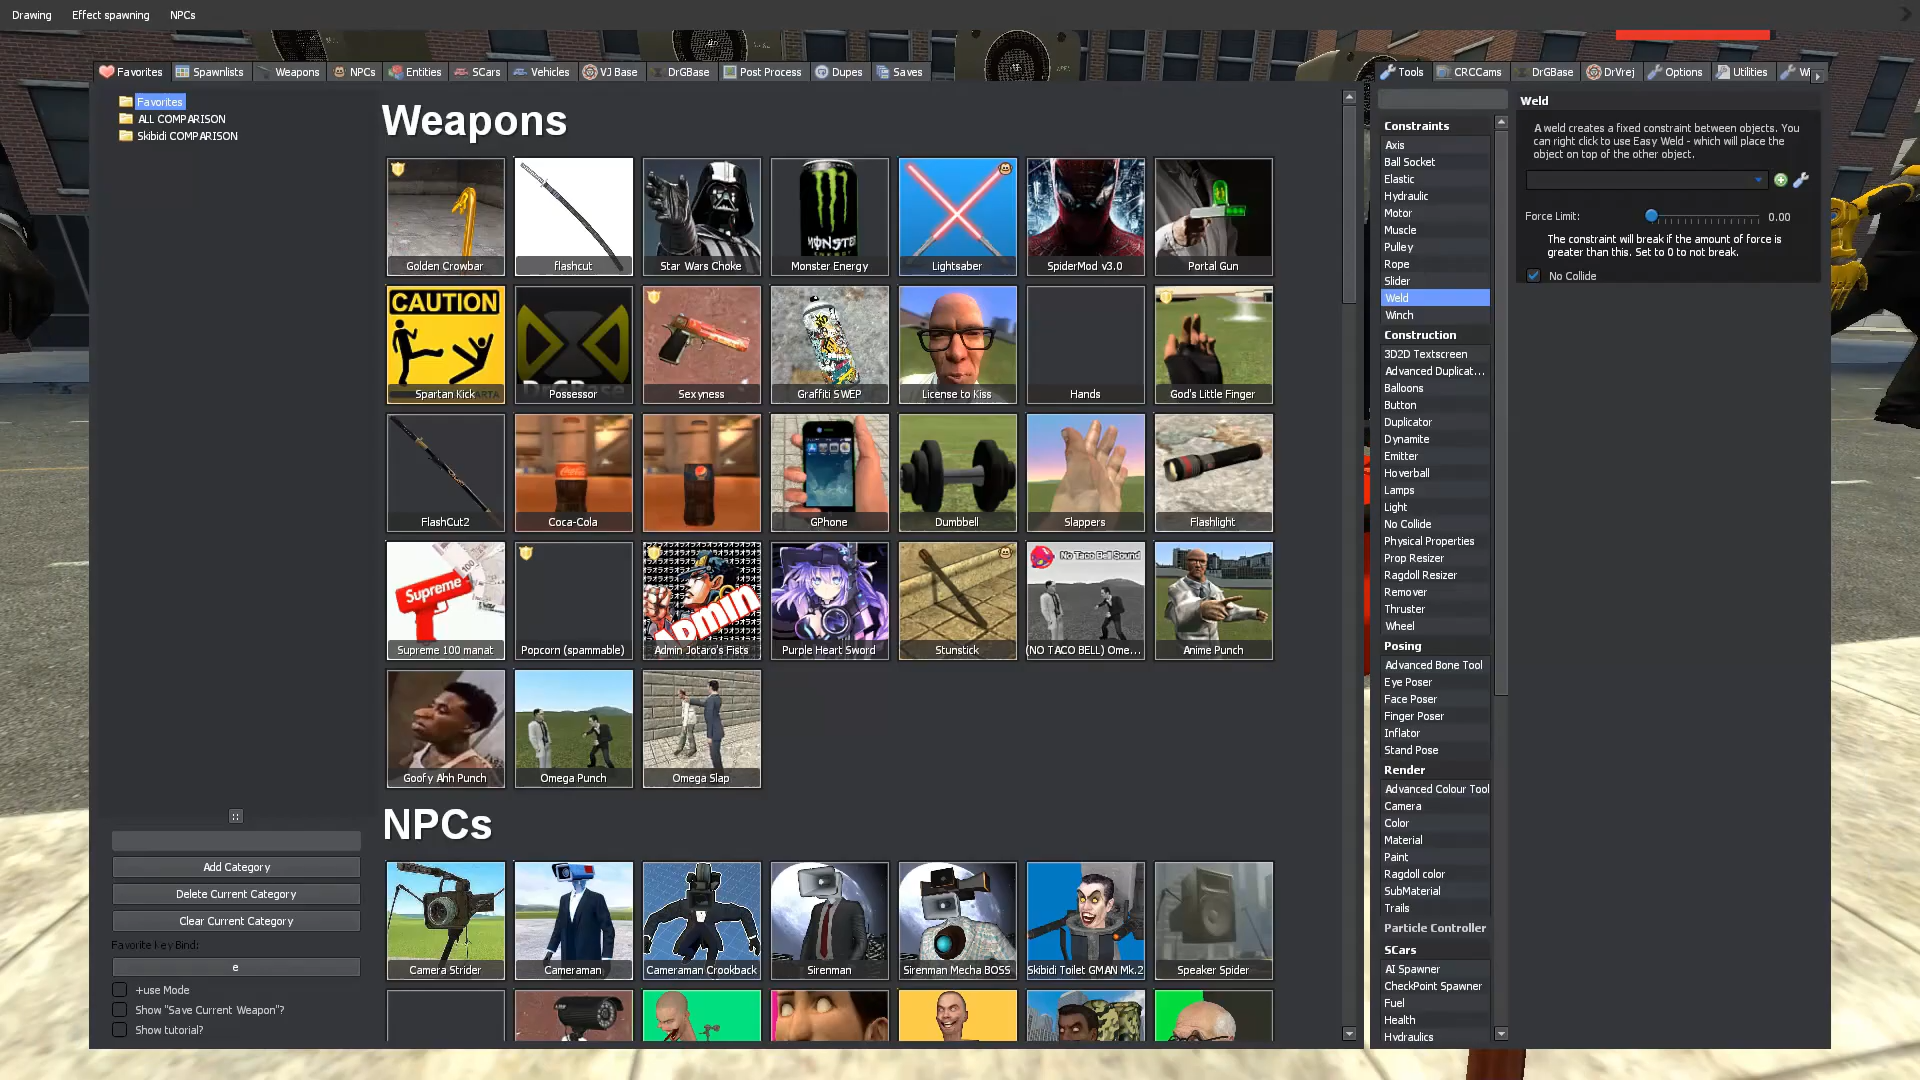 Drawing Effect spawning NPCs
Favorites Spawnlists Weapons NPCs Entities SCars Vehicles VJ Base DrGBase Post Process Dupes Saves
Favorites
ALL COMPARISON
Skibidi COMPARISON
Add Category
Delete Current Category
Clear Current Category
Favorite Key Bind:
e
+use Mode
Show "Save Current Weapon"?
Show tutorial?
Weapons
Golden Crowbar
flashcut
Star Wars Choke
MONSTER
Monster Energy
Lightsaber
SpiderMod v3.0
Portal Gun
CAUTION
Spartan Kick
Possessor
Sexyness
Graffiti SWEP
License to Kiss
Hands
God's Little Finger
FlashCut2
Coca-Cola
GPhone
Dumbbell
Slappers
Flashlight
Supreme
100
Supreme 100 manat
Popcorn (spammable)
Admin
Admin Jotaro's Fists
Purple Heart Sword
Stunstick
No Taco Bell Sound
(NO TACO BELL) Ome...
Anime Punch
Goofy Ahh Punch
Omega Punch
Omega Slap
NPCs
Camera Strider
Cameraman
Cameraman Crookback
Sirenman
Sirenman Mecha BOSS
Skibidi Toilet GMAN Mk.2
Speaker Spider
Tools CRCCams DrGBase DrVrej Options Utilities Wi
Constraints
Axis
Ball Socket
Elastic
Hydraulic
Motor
Muscle
Pulley
Rope
Slider
Weld
Winch
Construction
3D2D Textscreen
Advanced Duplicat...
Balloons
Button
Duplicator
Dynamite
Emitter
Hoverball
Lamps
Light
No Collide
Physical Properties
Prop Resizer
Ragdoll Resizer
Remover
Thruster
Wheel
Posing
Advanced Bone Tool
Eye Poser
Face Poser
Finger Poser
Inflator
Stand Pose
Render
Advanced Colour Tool
Camera
Color
Material
Paint
Ragdoll color
SubMaterial
Trails
Particle Controller
SCars
AI Spawner
CheckPoint Spawner
Fuel
Health
Hydraulics
Weld
A weld creates a fixed constraint between objects. You
can right click to use Easy Weld - which will place the
object on top of the other object.
Force Limit: 0.00
The constraint will break if the amount of force is
greater than this. Set to 0 to not break.
No Collide